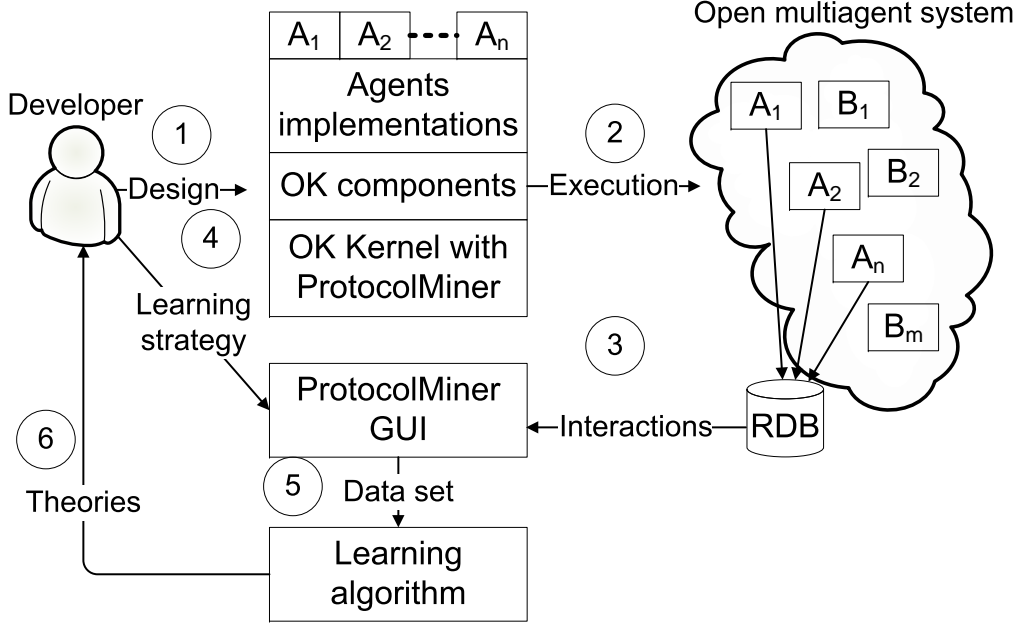 Open multiagent system
A₁ A₂ Aₙ
Agents
implementations
OK components
OK Kernel with
ProtocolMiner
Developer
1
Design
4
Learning
strategy
2
Execution
A₁ B₁
A₂ B₂
Aₙ
Bₘ
3
RDB
Interactions
ProtocolMiner
GUI
5
Data set
Learning
algorithm
6
Theories